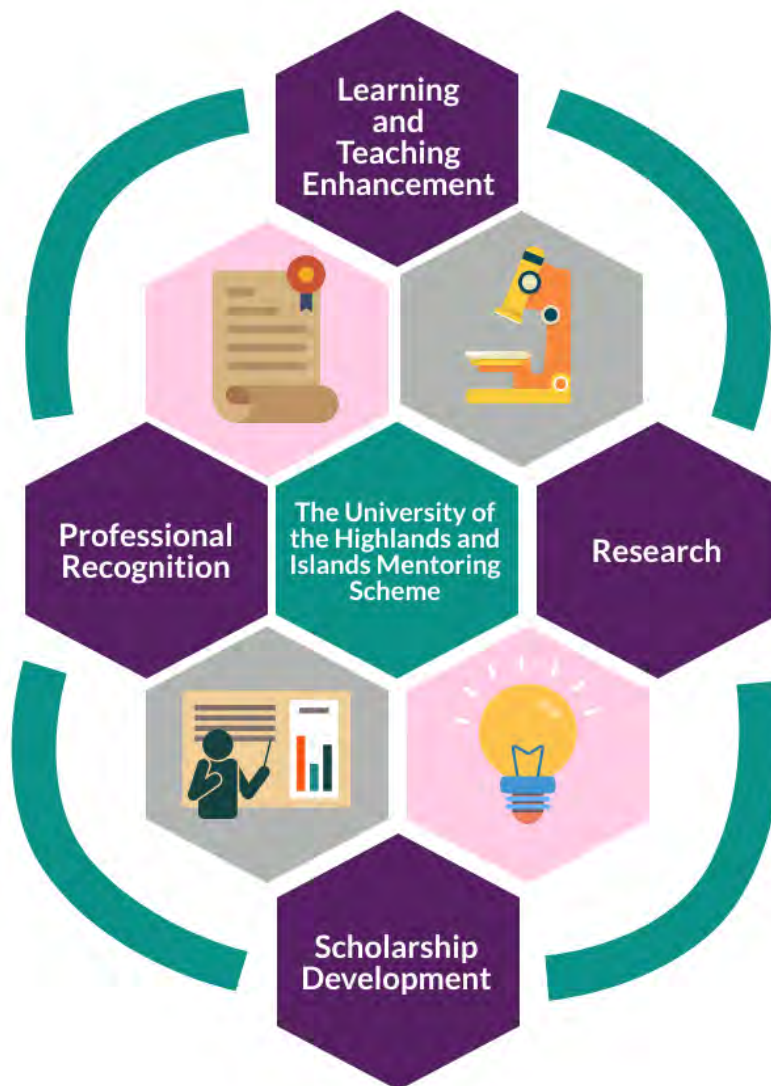 Learning
and
Teaching
Enhancement
Professional
Recognition
The University of
the Highlands and
Islands Mentoring
Scheme
Research
Scholarship
Development